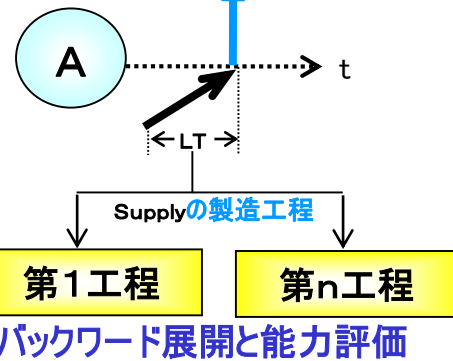 A
t
LT
Supplyの製造工程
第1工程
第n工程
バックワード展開と能力評価